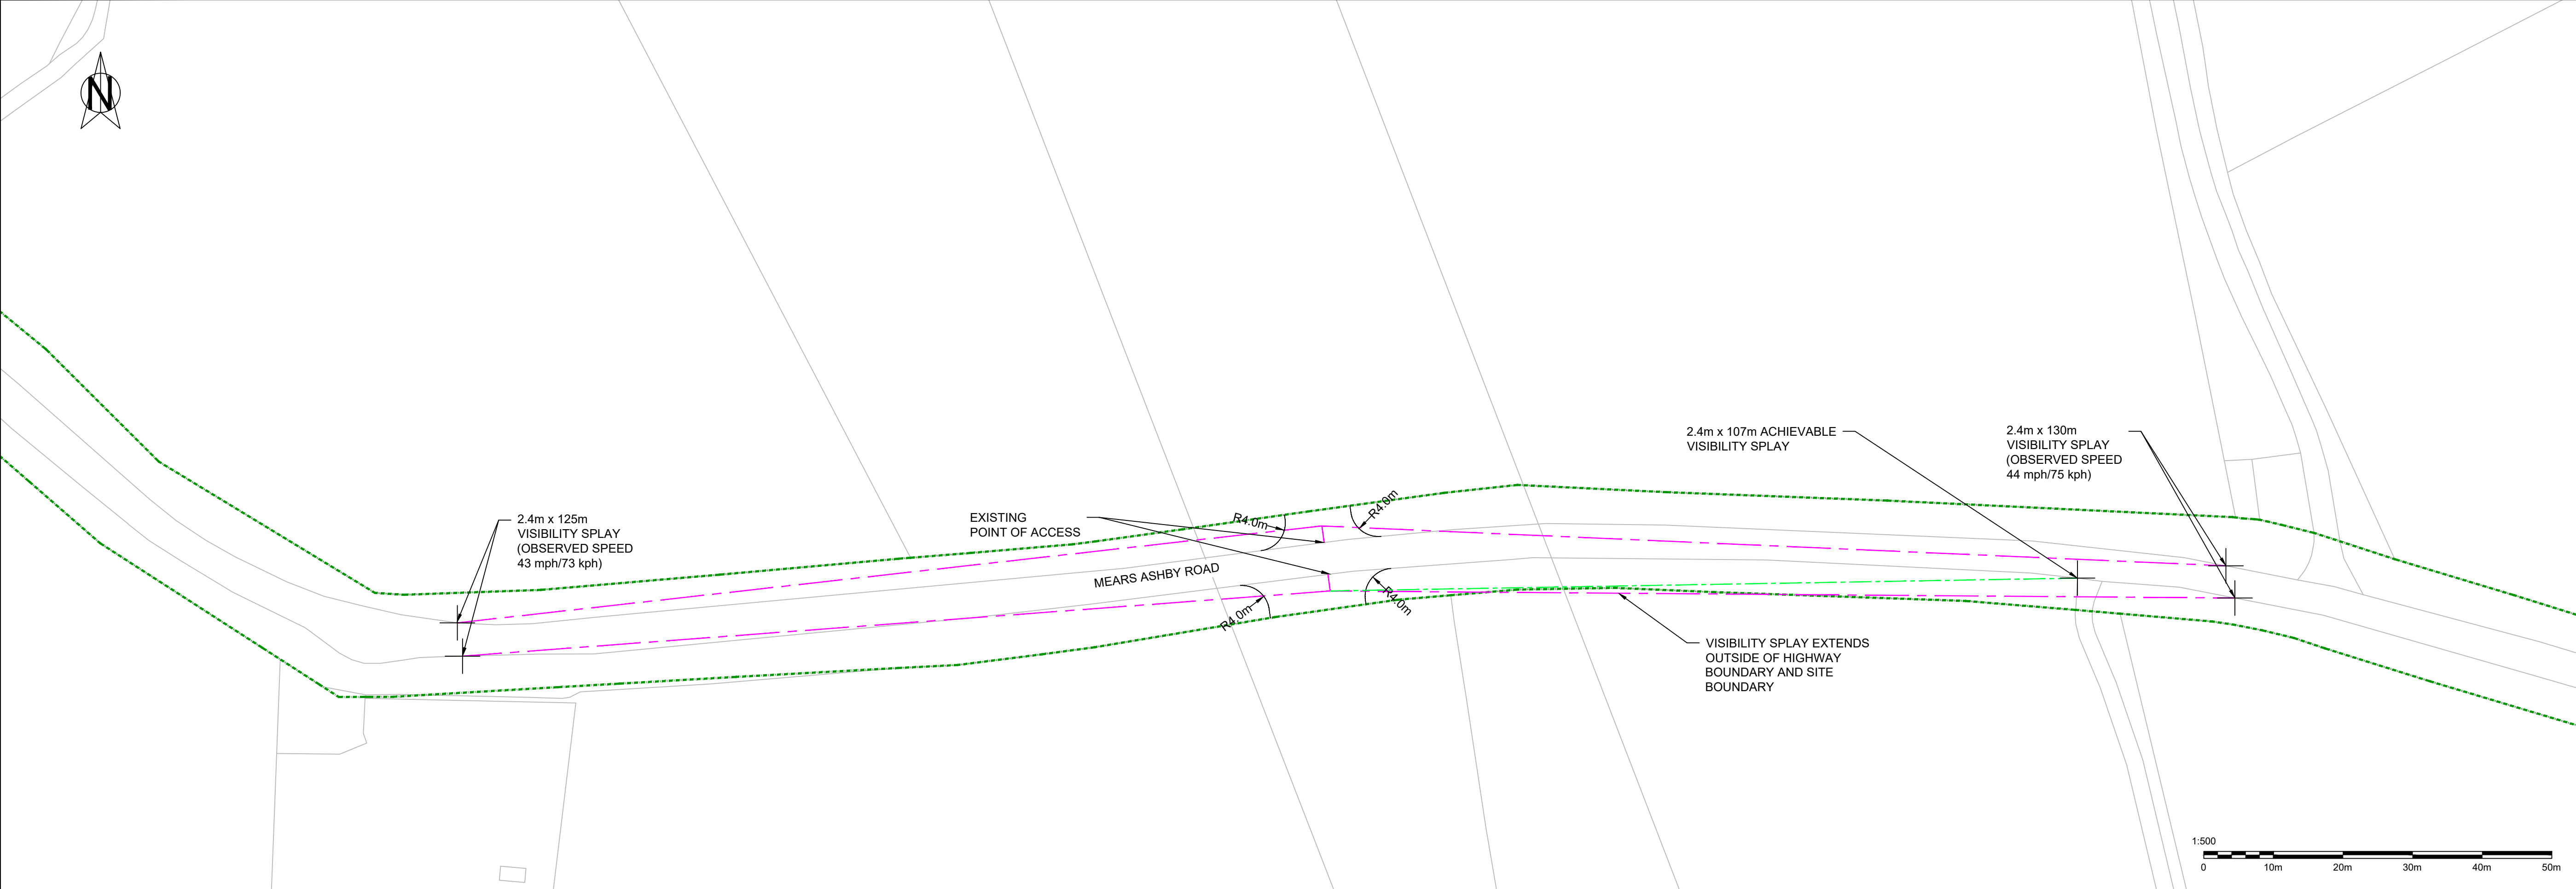 N
2.4m x 107m ACHIEVABLE
VISIBILITY SPLAY
2.4m x 130m
VISIBILITY SPLAY
(OBSERVED SPEED
44 mph/75 kph)
2.4m x 125m
VISIBILITY SPLAY
(OBSERVED SPEED
43 mph/73 kph)
EXISTING
POINT OF ACCESS
R4.0m
R4.0m
MEARS ASHBY ROAD
R4.0m
R4.0m
VISIBILITY SPLAY EXTENDS
OUTSIDE OF HIGHWAY
BOUNDARY AND SITE
BOUNDARY
1:500
0 10m 20m 30m 40m 50m